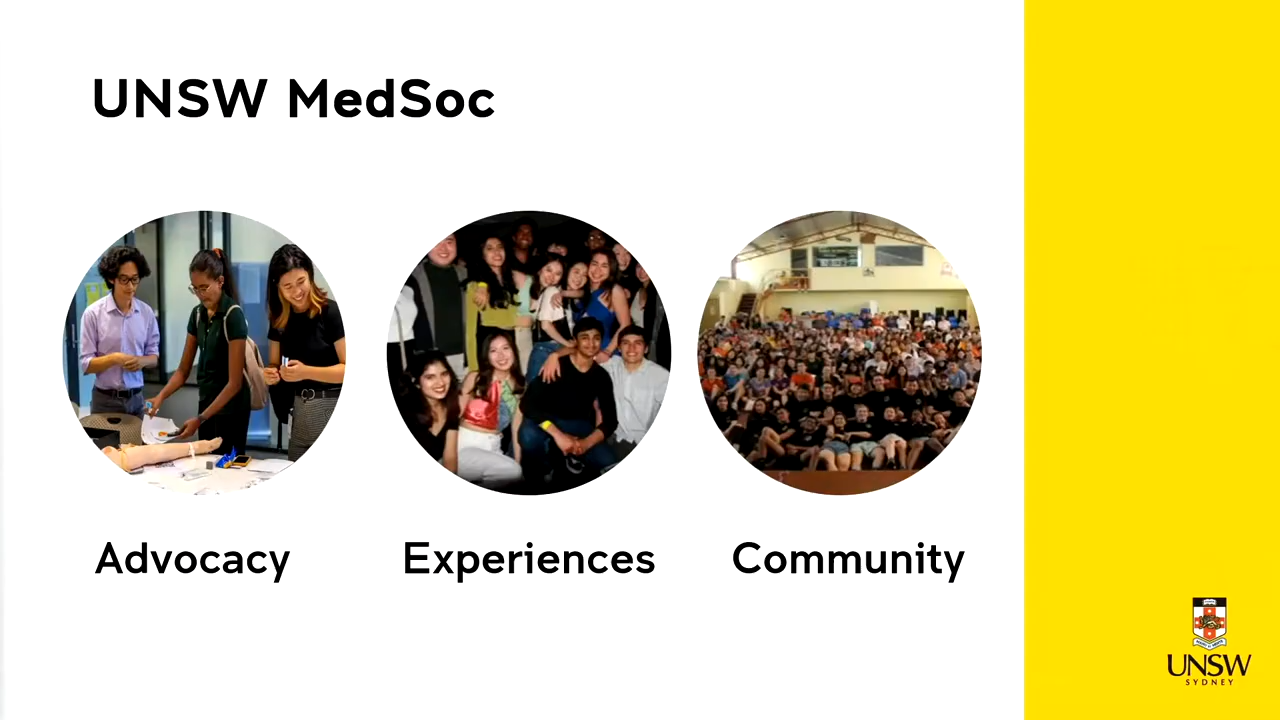 UNSW MedSoc
Advocacy
Experiences
Community
UNSW
SYDNEY